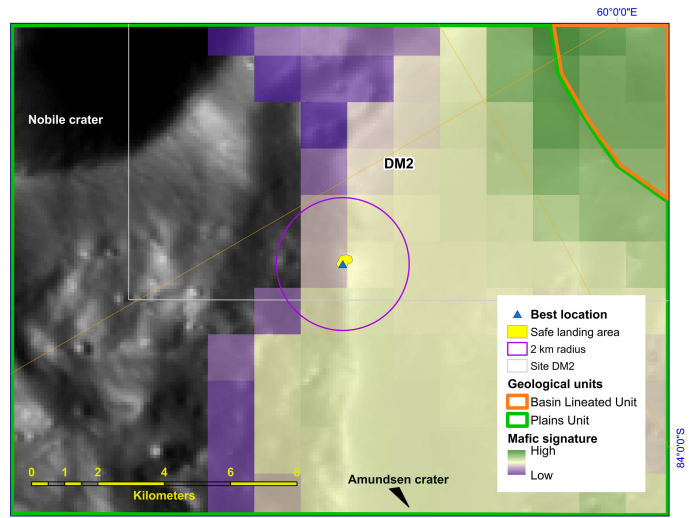 60°0'0"E
Nobile crater
DM2
Best location
Safe landing area
2 km radius
Site DM2
Geological units
Basin Lineated Unit
Plains Unit
Mafic signature
High
Low
84°0'0"S
0 1 2 4 6 8
Kilometers
Amundsen crater